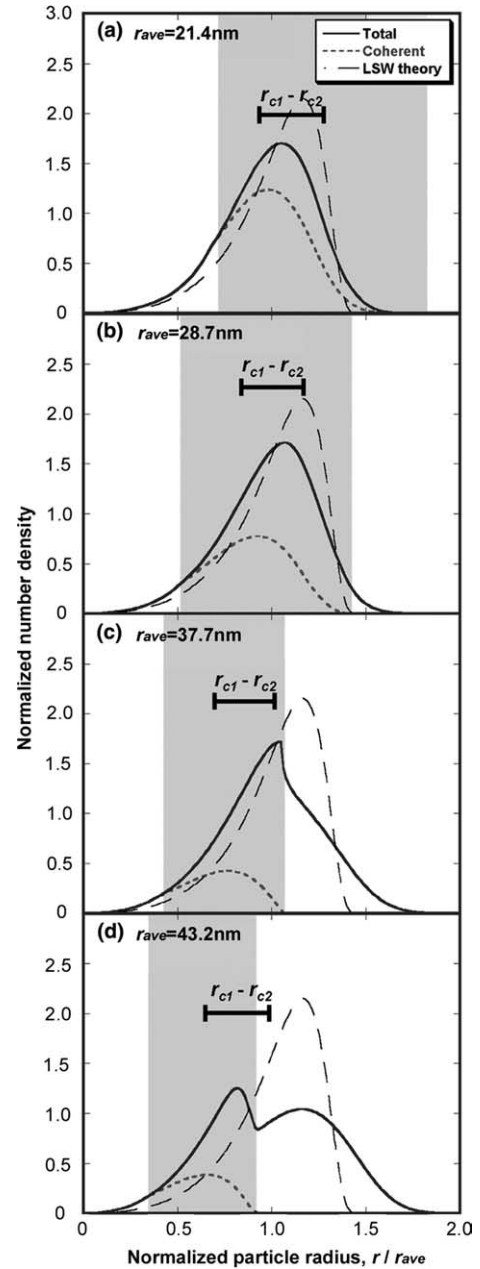 3.0
(a) rave=21.4nm
Total
Coherent
LSW theory
2.5
rc1 - rc2
2.0
1.5
1.0
0.5
0
(b) rave=28.7nm
2.5
rc1 - rc2
2.0
1.5
1.0
0.5
0
Normalized number density
(c) rave=37.7nm
2.5
rc1 - rc2
2.0
1.5
1.0
0.5
0
(d) rave=43.2nm
2.5
rc1 - rc2
2.0
1.5
1.0
0.5
0
0 0.5 1.0 1.5 2.0
Normalized particle radius, r / rave